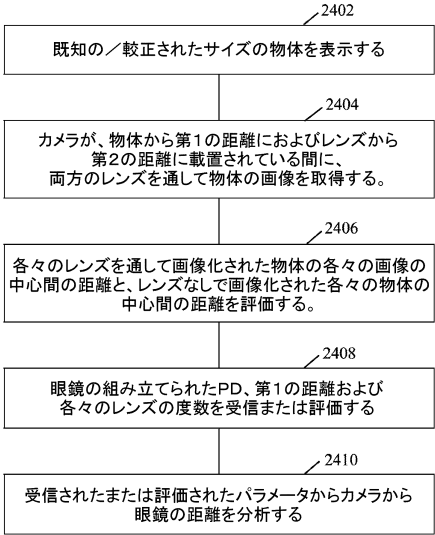 2402
既知の／較正されたサイズの物体を表示する
2404
カメラが、物体から第１の距離におよびレンズから
第２の距離に載置されている間に、
両方のレンズを通して物体の画像を取得する。
2406
各々のレンズを通して画像化された物体の各々の画像の
中心間の距離と、レンズなしで画像化された各々の物体の
中心間の距離を評価する。
2408
眼鏡の組み立てられたＰＤ、第１の距離および
各々のレンズの度数を受信または評価する
2410
受信されたまたは評価されたパラメータからカメラから
眼鏡の距離を分析する